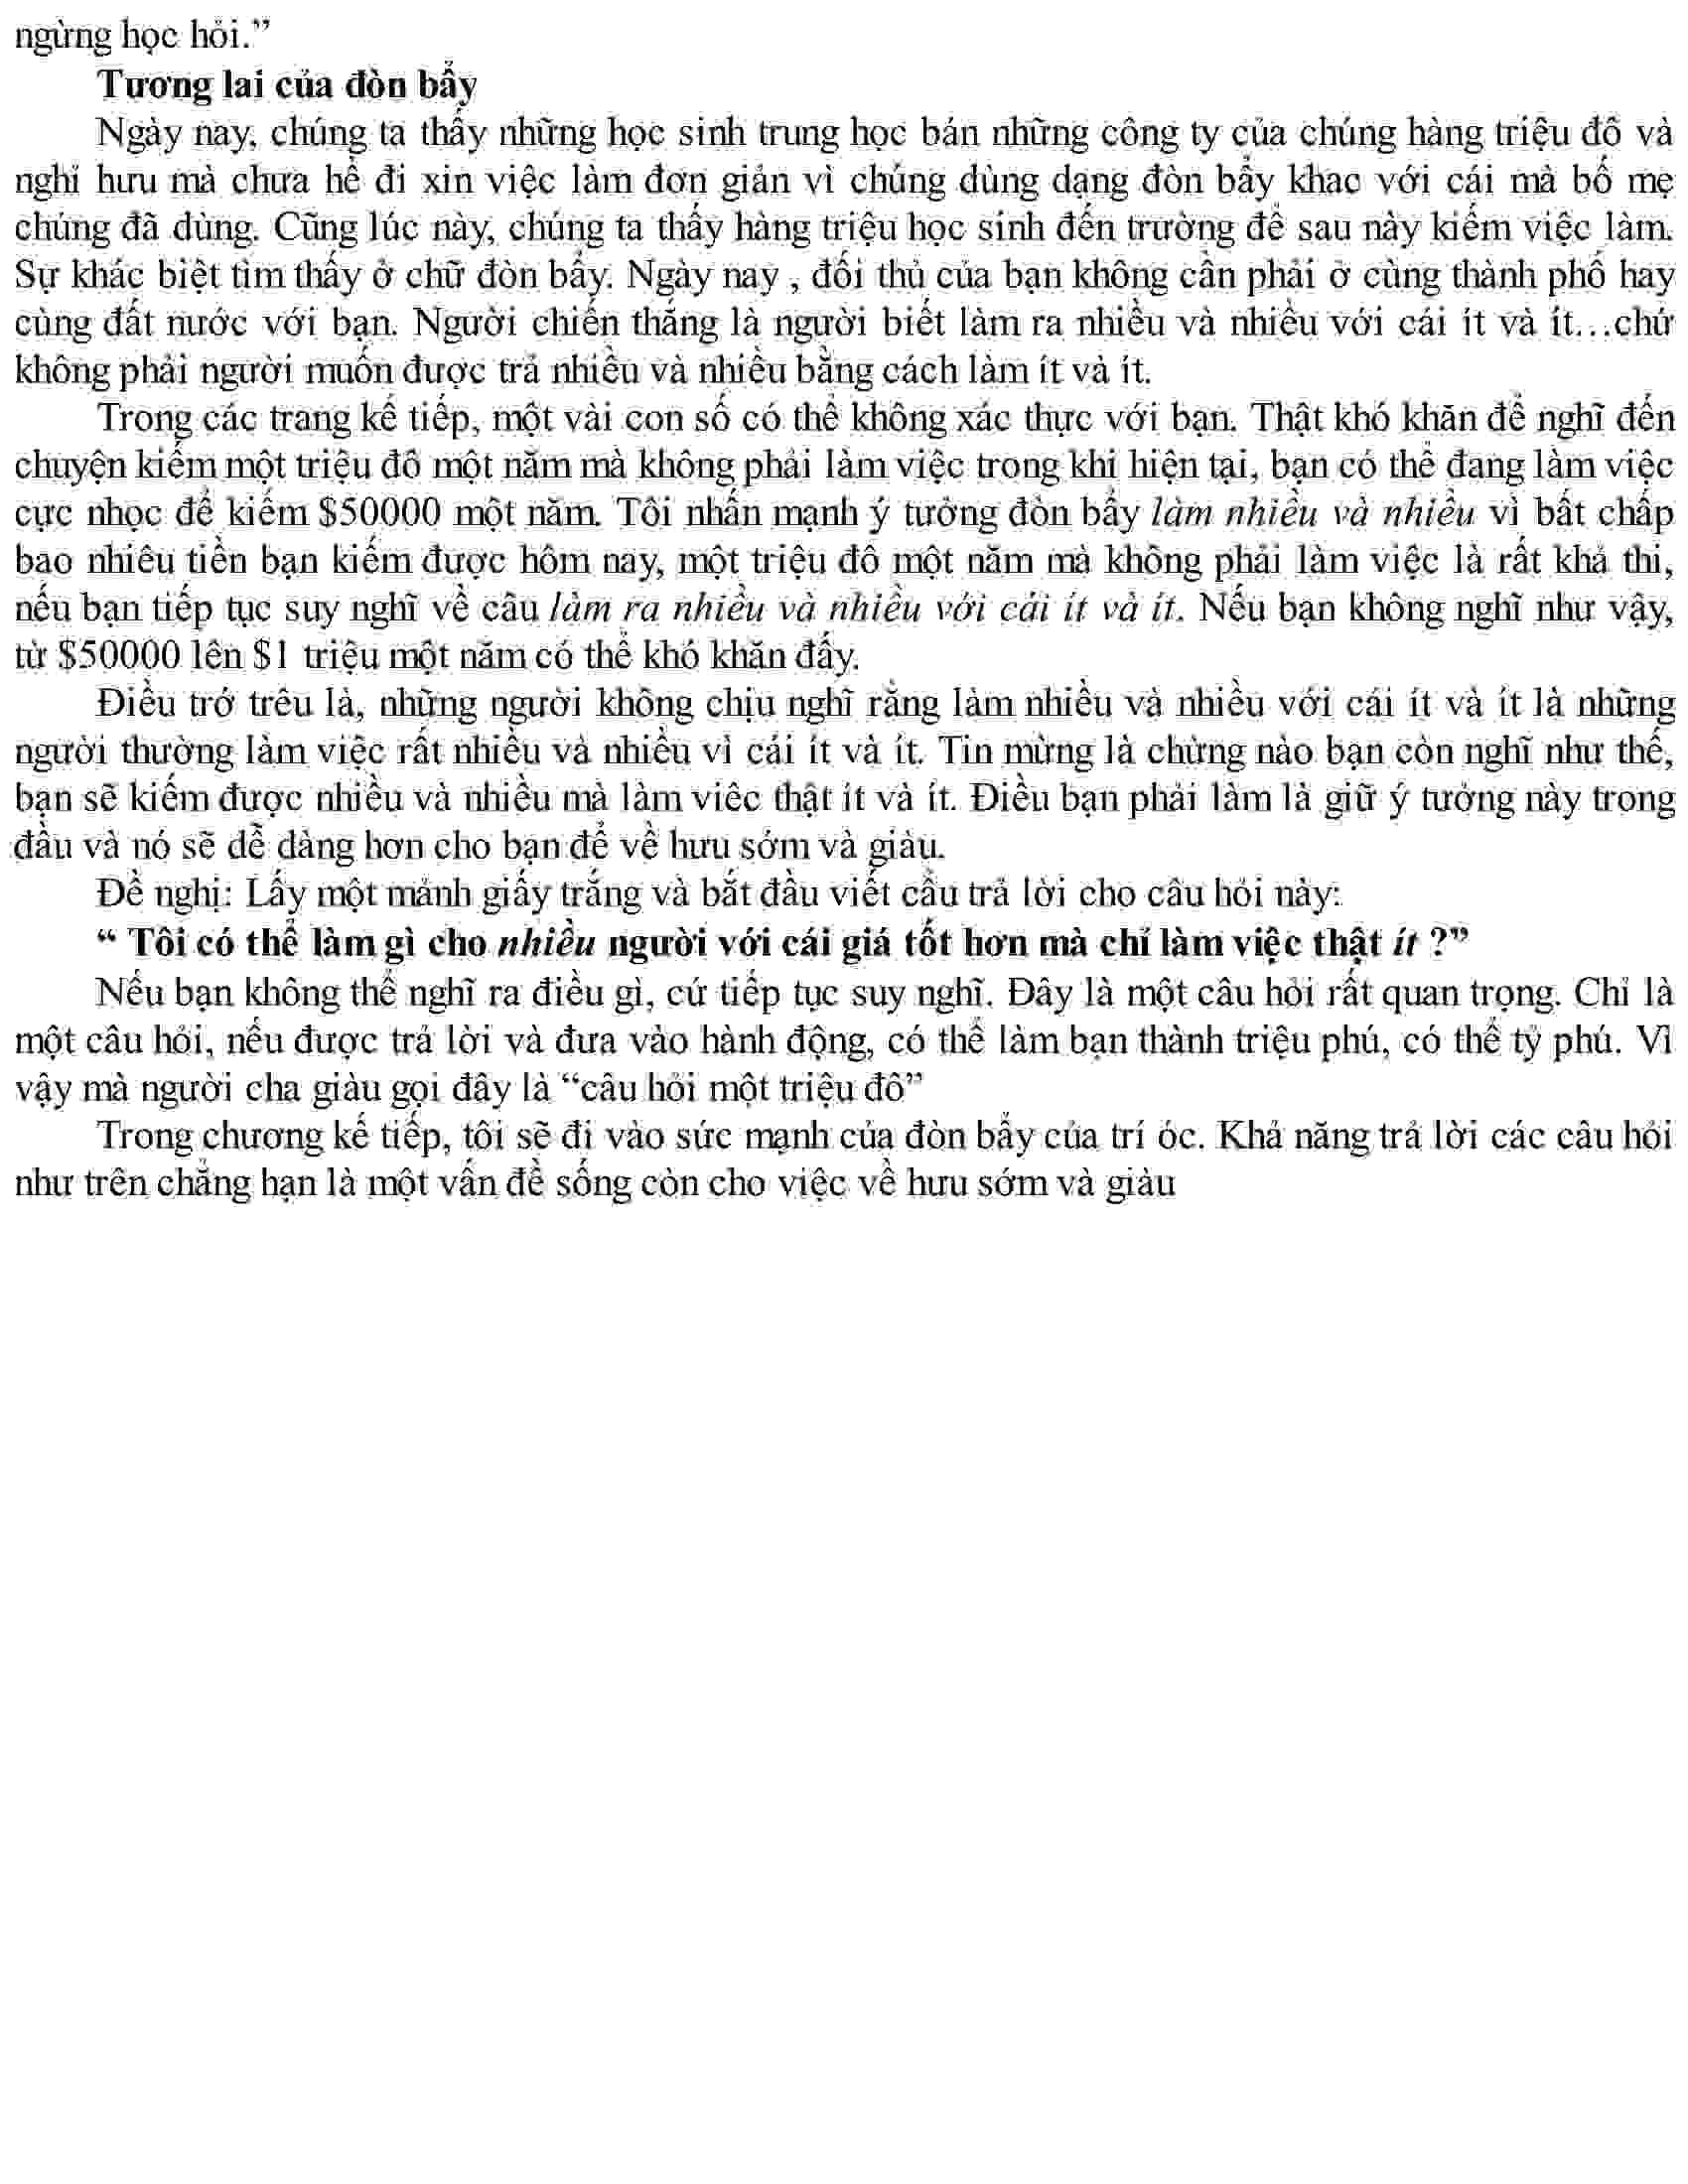 ngừng học hỏi.”
Tương lai của đòn bẩy
Ngày nay, chúng ta thấy những học sinh trung học bán những công ty của chúng hàng triệu đô và
nghỉ hưu mà chưa hề đi xin việc làm đơn giản vì chúng dùng dạng đòn bẩy khac với cái mà bố mẹ
chúng đã dùng. Cũng lúc này, chúng ta thấy hàng triệu học sinh đến trường để sau này kiếm việc làm.
Sự khác biệt tìm thấy ở chữ đòn bẩy. Ngày nay , đối thủ của bạn không cần phải ở cùng thành phố hay
cùng đất nước với bạn. Người chiến thắng là người biết làm ra nhiều và nhiều với cái ít và ít…chứ
không phải người muốn được trả nhiều và nhiều bằng cách làm ít và ít.
Trong các trang kế tiếp, một vài con số có thể không xác thực với bạn. Thật khó khăn để nghĩ đến
chuyện kiếm một triệu đô một năm mà không phải làm việc trong khi hiện tại, bạn có thể đang làm việc
cực nhọc để kiếm $50000 một năm. Tôi nhấn mạnh ý tưởng đòn bẩy làm nhiều và nhiều vì bất chấp
bao nhiêu tiền bạn kiếm được hôm nay, một triệu đô một năm mà không phải làm việc là rất khả thi,
nếu bạn tiếp tục suy nghĩ về câu làm ra nhiều và nhiều với cái ít và ít. Nếu bạn không nghĩ như vậy,
từ $50000 lên $1 triệu một năm có thể khó khăn đấy.
Điều trớ trêu là, những người không chịu nghĩ rằng làm nhiều và nhiều với cái ít và ít là những
người thường làm việc rất nhiều và nhiều vì cái ít và ít. Tin mừng là chừng nào bạn còn nghĩ như thế,
bạn sẽ kiếm được nhiều và nhiều mà làm viêc thật ít và ít. Điều bạn phải làm là giữ ý tưởng này trong
đầu và nó sẽ dễ dàng hơn cho bạn để về hưu sớm và giàu.
Đề nghị: Lấy một mảnh giấy trắng và bắt đầu viết cầu trả lời cho câu hỏi này:
“ Tôi có thể làm gì cho nhiều người với cái giá tốt hơn mà chỉ làm việc thật ít ?”
Nếu bạn không thể nghĩ ra điều gì, cứ tiếp tục suy nghĩ. Đây là một câu hỏi rất quan trọng. Chỉ là
một câu hỏi, nếu được trả lời và đưa vào hành động, có thể làm bạn thành triệu phú, có thể tỷ phú. Vì
vậy mà người cha giàu gọi đây là “câu hỏi một triệu đô”
Trong chương kế tiếp, tôi sẽ đi vào sức mạnh của đòn bẩy của trí óc. Khả năng trả lời các câu hỏi
như trên chẳng hạn là một vấn đề sống còn cho việc về hưu sớm và giàu